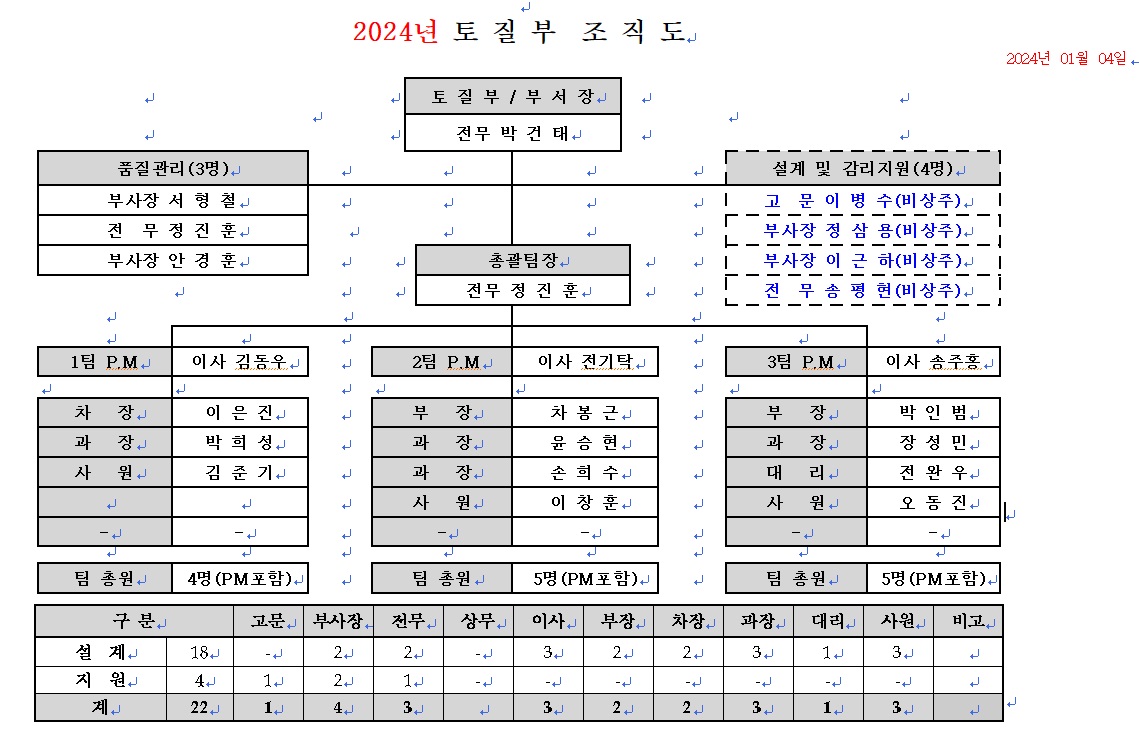 2024년 토 질 부 조 직 도
2024년 01월 04일
토 질 부 / 부 서 장
전무 박 건 태
품질관리(3명)
부사장 서 형 철
전 무 정 진 훈
부사장 안 경 훈
설계 및 감리지원(4명)
고 문 이 병 수(비상주)
부사장 정 삼 용(비상주)
부사장 이 근 하(비상주)
전 무 송 평 현(비상주)
총괄팀장
전무 정 진 훈
1팀 P.M 이사 김동우
차 장 이 은 진
과 장 박 희 성
사 원 김 준 기
- -
팀 총원 4명(PM포함)
2팀 P.M 이사 전기탁
부 장 차 봉 근
과 장 윤 승 현
과 장 손 희 수
사 원 이 창 훈
- -
팀 총원 5명(PM포함)
3팀 P.M 이사 송주홍
부 장 박 인 범
과 장 장 성 민
대 리 전 완 우
사 원 오 동 진
- -
팀 총원 5명(PM포함)
구 분 고문 부사장 전무 상무 이사 부장 차장 과장 대리 사원 비고
설 계 18 - 2 2 - 3 2 2 3 1 3
지 원 4 1 2 1 - - - - - - -
계 22 1 4 3 3 2 2 3 1 3